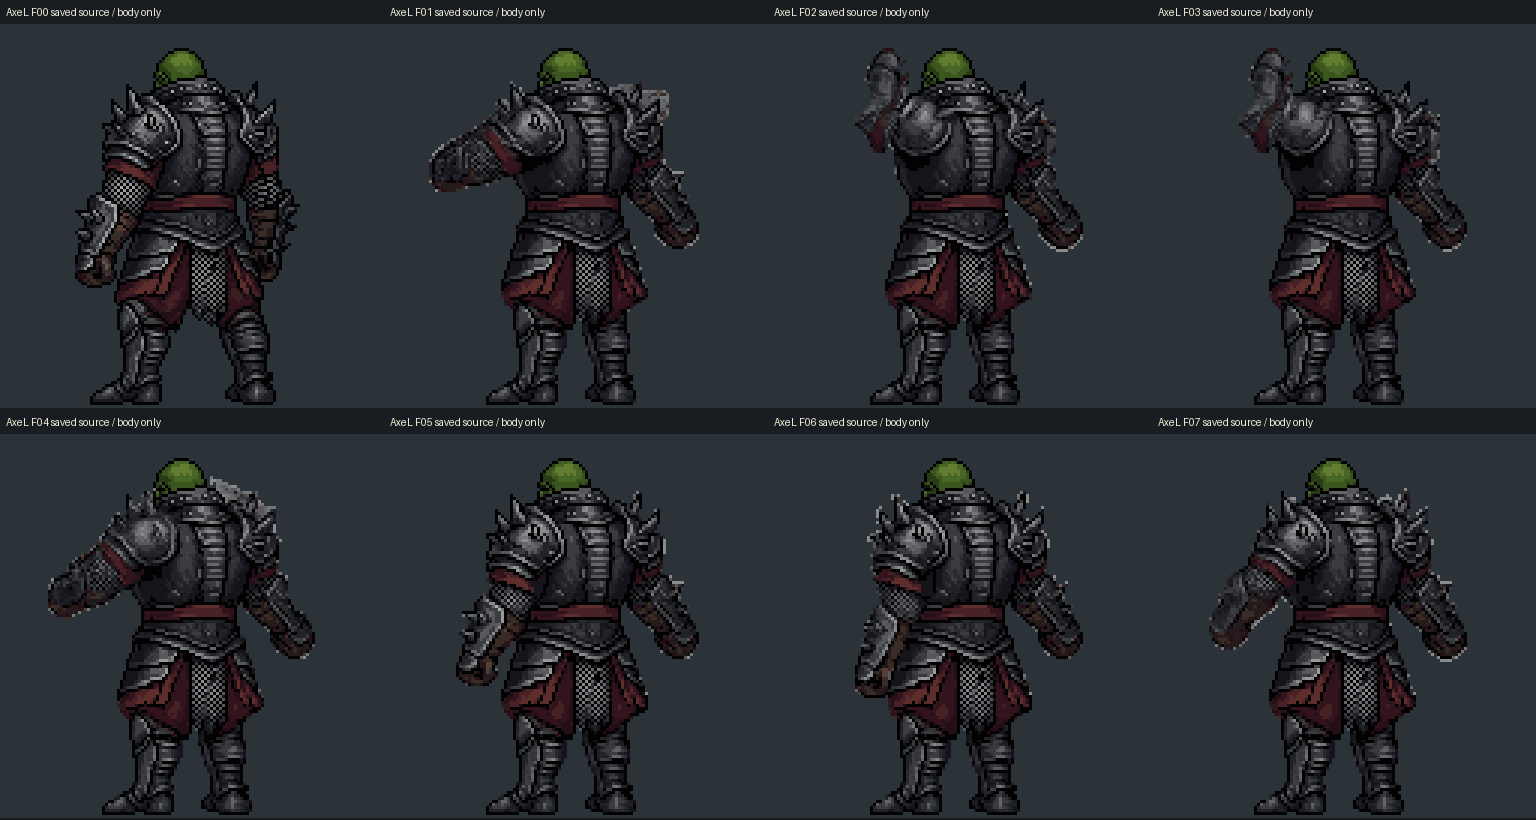 AxeL F00 saved source / body only
AxeL F01 saved source / body only
AxeL F02 saved source / body only
AxeL F03 saved source / body only
AxeL F04 saved source / body only
AxeL F05 saved source / body only
AxeL F06 saved source / body only
AxeL F07 saved source / body only